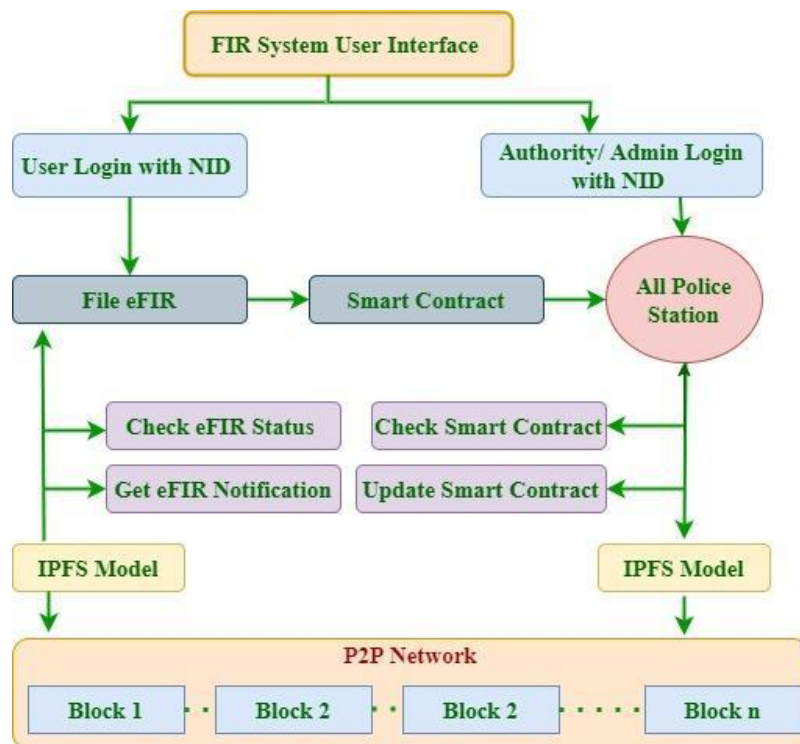 FIR System User Interface
User Login with NID
Authority/ Admin Login
with NID
File eFIR
Smart Contract
All Police
Station
Check eFIR Status
Check Smart Contract
Get eFIR Notification
Update Smart Contract
IPFS Model
IPFS Model
P2P Network
Block 1
Block 2
Block 2
Block n